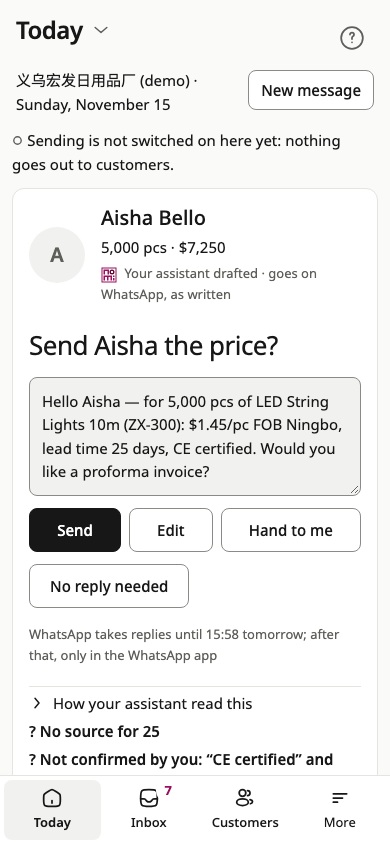 Today
?
义乌宏发日用品厂 (demo) ·
Sunday, November 15
New message
Sending is not switched on here yet: nothing
goes out to customers.
A
Aisha Bello
5,000 pcs · $7,250
Your assistant drafted · goes on
WhatsApp, as written
Send Aisha the price?
Hello Aisha — for 5,000 pcs of LED String
Lights 10m (ZX-300): $1.45/pc FOB Ningbo,
lead time 25 days, CE certified. Would you
like a proforma invoice?
Send
Edit
Hand to me
No reply needed
WhatsApp takes replies until 15:58 tomorrow; after
that, only in the WhatsApp app
How your assistant read this
? No source for 25
? Not confirmed by you: “CE certified” and
7
Today
Inbox
Customers
More